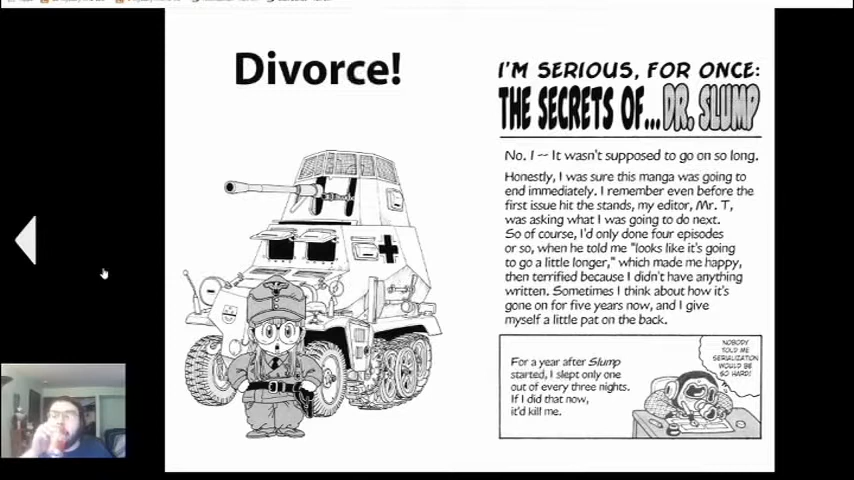 Divorce!
I'M SERIOUS, FOR ONCE:
THE SECRETS OF...DR. SLUMP
No. 1 -- It wasn't supposed to go on so long.
Honestly, I was sure this manga was going to
end immediately. I remember even before the
first issue hit the stands, my editor, Mr. T,
was asking what I was going to do next.
So of course, I'd only done four episodes
or so, when he told me "looks like it's going
to go a little longer," which made me happy,
then terrified because I didn't have anything
written. Sometimes I think about how it's
gone on for five years now, and I give
myself a little pat on the back.
For a year after Slump
started, I slept only one
out of every three nights.
If I did that now,
it'd kill me.
NOBODY
TOLD ME
SERIALIZATION
WOULD BE
SO HARD!